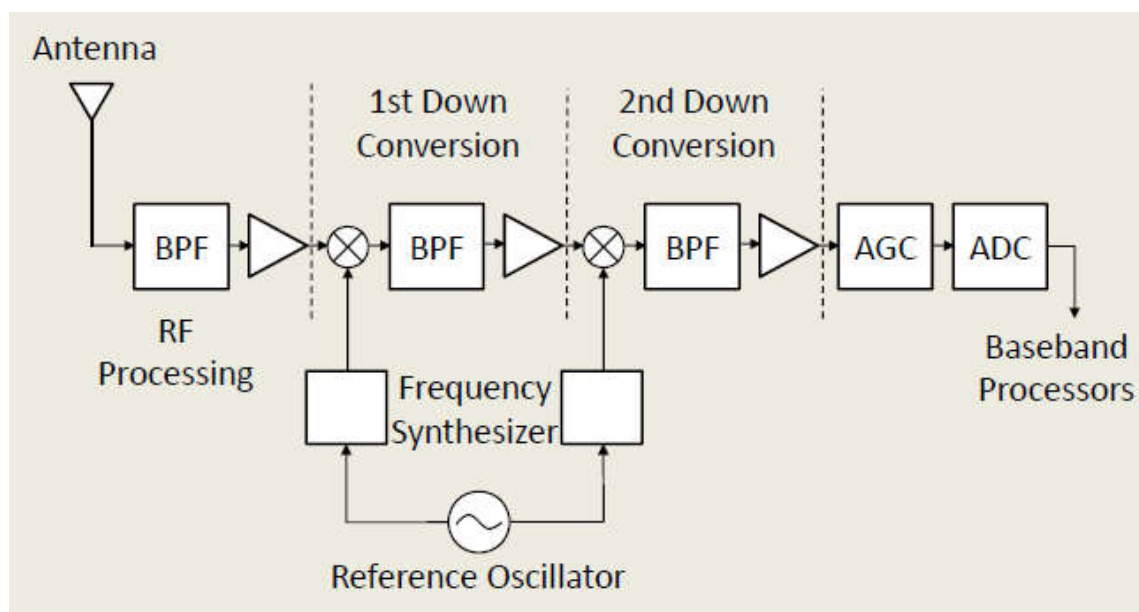 Antenna
1st Down
Conversion
2nd Down
Conversion
BPF
BPF
BPF
AGC
ADC
RF
Processing
Frequency
Synthesizer
Baseband
Processors
Reference Oscillator